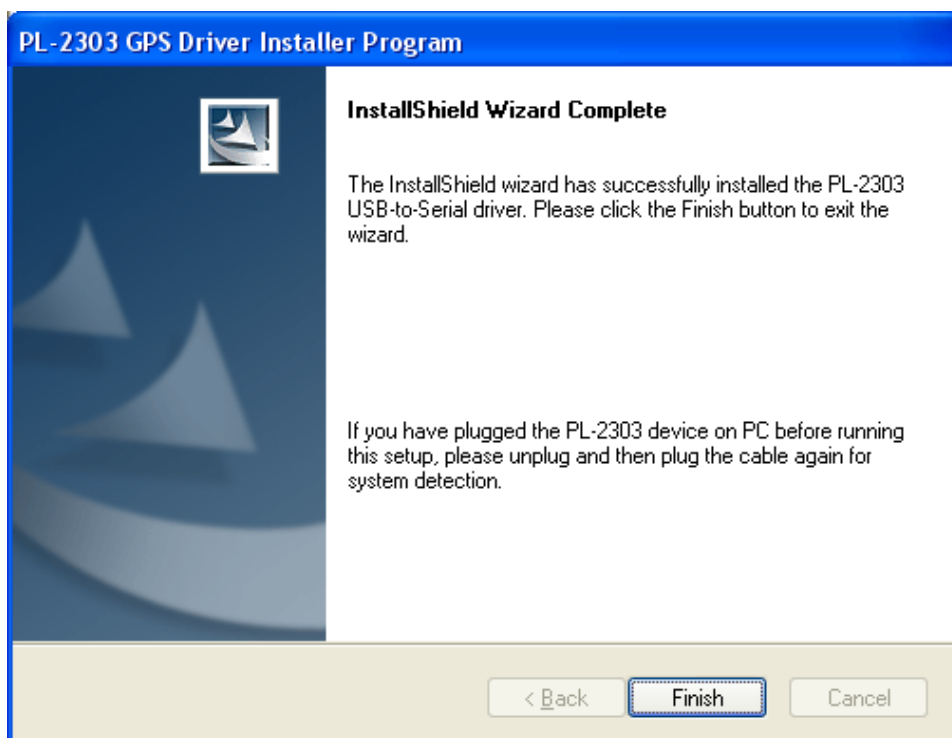 PL-2303 GPS Driver Installer Program
InstallShield Wizard Complete
The InstallShield wizard has successfully installed the PL-2303
USB-to-Serial driver. Please click the Finish button to exit the
wizard.
If you have plugged the PL-2303 device on PC before running
this setup, please unplug and then plug the cable again for
system detection.
< Back
Finish
Cancel